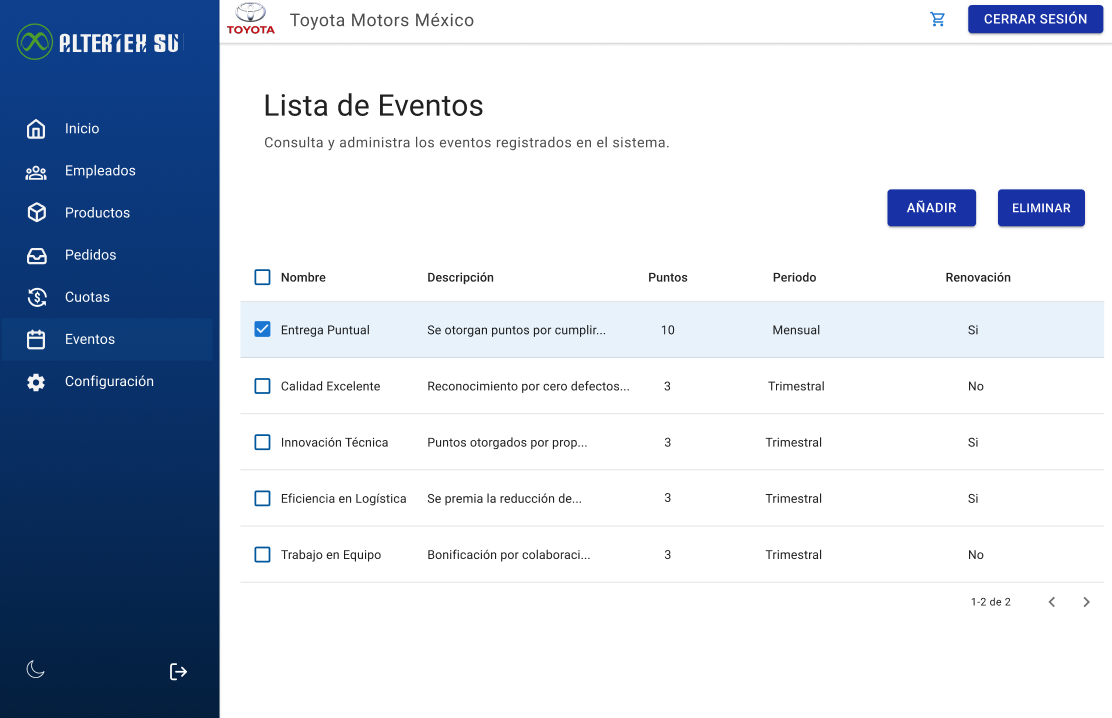 ALTERTEX SU
Inicio
Empleados
Productos
Pedidos
Cuotas
Eventos
Configuración
TOYOTA
Toyota Motors México
CERRAR SESIÓN
Lista de Eventos
Consulta y administra los eventos registrados en el sistema.
AÑADIR ELIMINAR
Nombre Descripción Puntos Periodo Renovación
Entrega Puntual Se otorgan puntos por cumplir... 10 Mensual Si
Calidad Excelente Reconocimiento por cero defectos... 3 Trimestral No
Innovación Técnica Puntos otorgados por prop... 3 Trimestral Si
Eficiencia en Logística Se premia la reducción de... 3 Trimestral Si
Trabajo en Equipo Bonificación por colaboraci... 3 Trimestral No
1-2 de 2